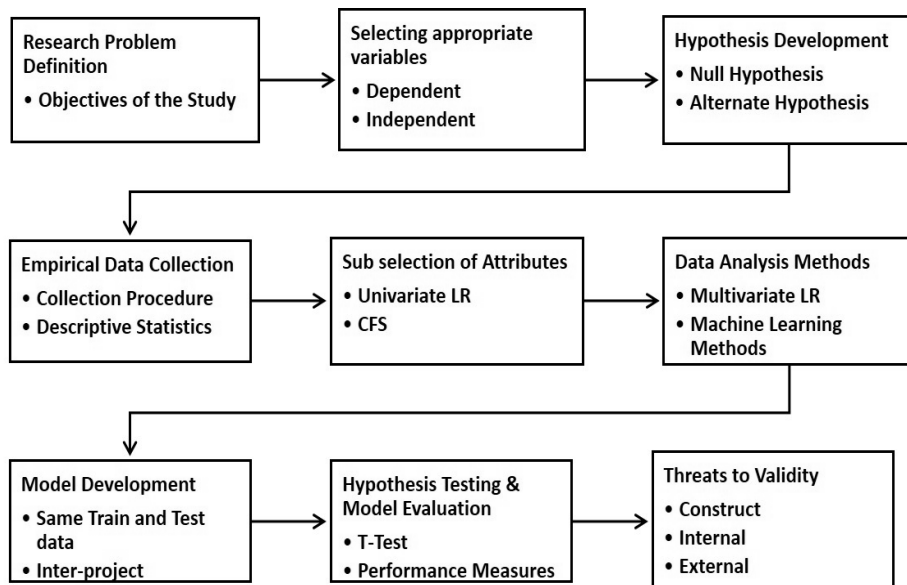 Research Problem
Definition
• Objectives of the Study
Selecting appropriate
variables
• Dependent
• Independent
Hypothesis Development
• Null Hypothesis
• Alternate Hypothesis
Empirical Data Collection
• Collection Procedure
• Descriptive Statistics
Sub selection of Attributes
• Univariate LR
• CFS
Data Analysis Methods
• Multivariate LR
• Machine Learning
Methods
Model Development
• Same Train and Test
data
• Inter-project
Hypothesis Testing &
Model Evaluation
• T-Test
• Performance Measures
Threats to Validity
• Construct
• Internal
• External